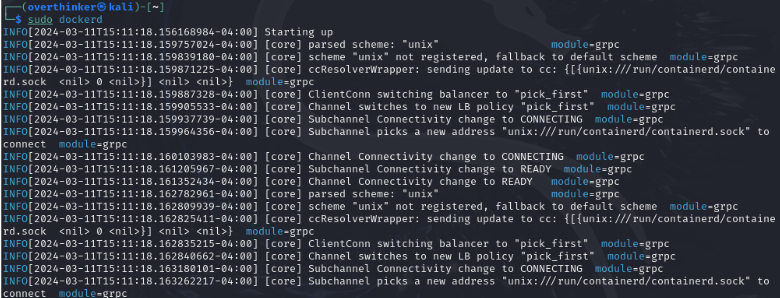 ┌──(overthinker㉿kali)-[~]
└─$ sudo dockerd
INFO[2024-03-11T15:11:18.156168984-04:00] Starting up
INFO[2024-03-11T15:11:18.159757024-04:00] [core] parsed scheme: "unix" module=grpc
INFO[2024-03-11T15:11:18.159839180-04:00] [core] scheme "unix" not registered, fallback to default scheme module=grpc
INFO[2024-03-11T15:11:18.159871225-04:00] [core] ccResolverWrapper: sending update to cc: {[{unix:///run/containerd/containe
rd.sock <nil> 0 <nil>}] <nil> <nil>} module=grpc
INFO[2024-03-11T15:11:18.159887328-04:00] [core] ClientConn switching balancer to "pick_first" module=grpc
INFO[2024-03-11T15:11:18.159905533-04:00] [core] Channel switches to new LB policy "pick_first" module=grpc
INFO[2024-03-11T15:11:18.159937739-04:00] [core] Subchannel Connectivity change to CONNECTING module=grpc
INFO[2024-03-11T15:11:18.159964356-04:00] [core] Subchannel picks a new address "unix:///run/containerd/containerd.sock" to
connect module=grpc
INFO[2024-03-11T15:11:18.160103983-04:00] [core] Channel Connectivity change to CONNECTING module=grpc
INFO[2024-03-11T15:11:18.161205967-04:00] [core] Subchannel Connectivity change to READY module=grpc
INFO[2024-03-11T15:11:18.161352434-04:00] [core] Channel Connectivity change to READY module=grpc
INFO[2024-03-11T15:11:18.162782961-04:00] [core] parsed scheme: "unix" module=grpc
INFO[2024-03-11T15:11:18.162809939-04:00] [core] scheme "unix" not registered, fallback to default scheme module=grpc
INFO[2024-03-11T15:11:18.162825411-04:00] [core] ccResolverWrapper: sending update to cc: {[{unix:///run/containerd/containe
rd.sock <nil> 0 <nil>}] <nil> <nil>} module=grpc
INFO[2024-03-11T15:11:18.162835215-04:00] [core] ClientConn switching balancer to "pick_first" module=grpc
INFO[2024-03-11T15:11:18.162840662-04:00] [core] Channel switches to new LB policy "pick_first" module=grpc
INFO[2024-03-11T15:11:18.163180101-04:00] [core] Subchannel Connectivity change to CONNECTING module=grpc
INFO[2024-03-11T15:11:18.163262217-04:00] [core] Subchannel picks a new address "unix:///run/containerd/containerd.sock" to
connect module=grpc